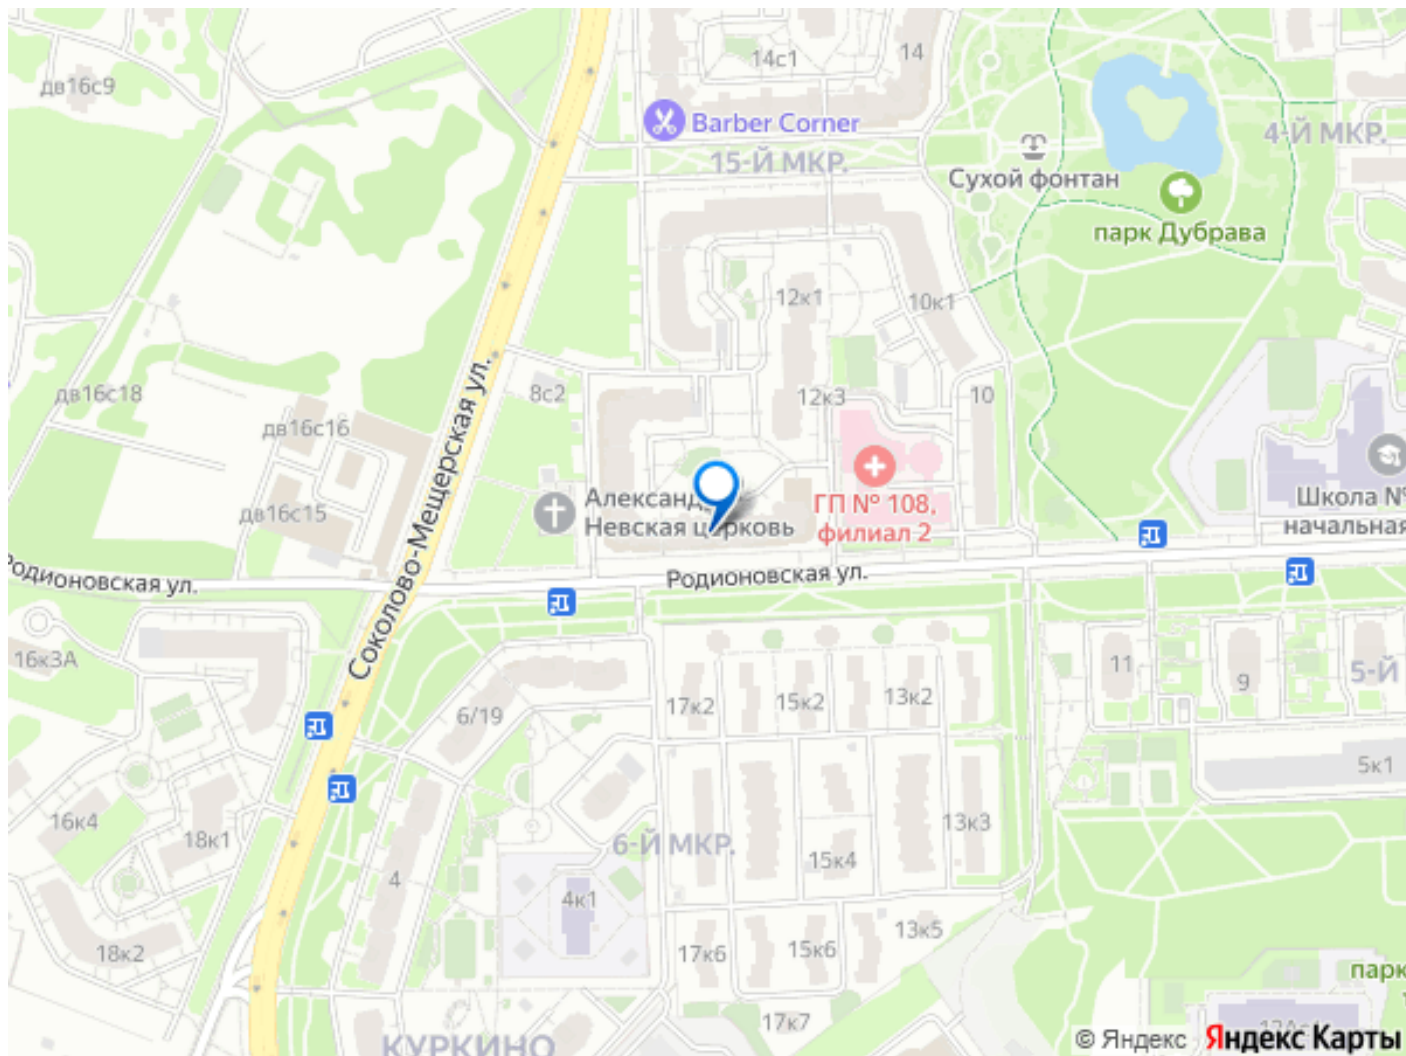 14с1
14
дв16с9
Barber Corner
15-Й МКР.
4-Й МКР.
Сухой фонтан
парк Дубрава
12к1
10к1
Соколово-Мещерская ул.
дв16с18
8с2
12к3
10
дв16с16
дв16с15
Александ
Невская церковь
ГП № 108,
филиал 2
Школа №
начальная
Родионовская ул.
Родионовская ул.
16к3А
6/19
17к2
15к2
13к2
11
9
5-Й
5к1
16к4
18к1
4
6-Й МКР.
15к4
13к3
4к1
18к2
17к6
15к6
13к5
парк
17к7
КУРКИНО
© Яндекс Яндекс Карты